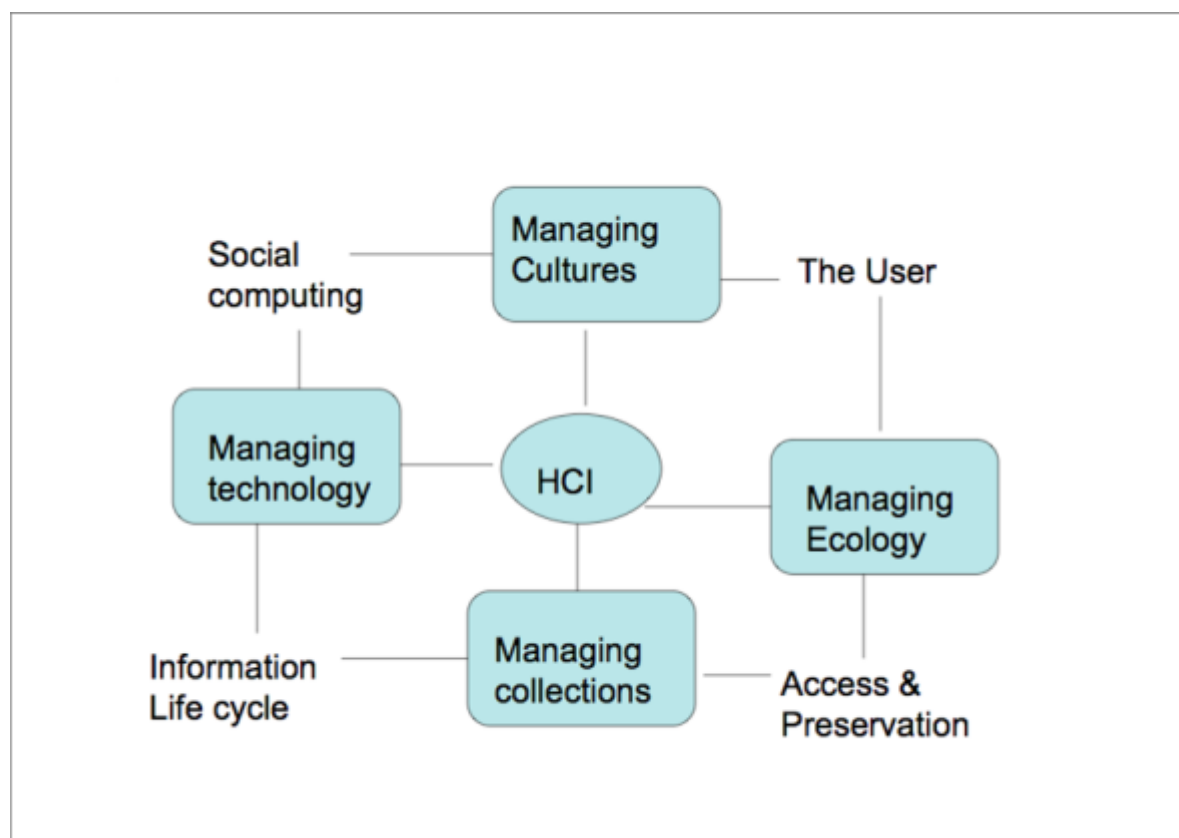 Managing
Cultures
Social
computing
The User
Managing
technology
HCI
Managing
Ecology
Managing
collections
Information
Life cycle
Access &
Preservation